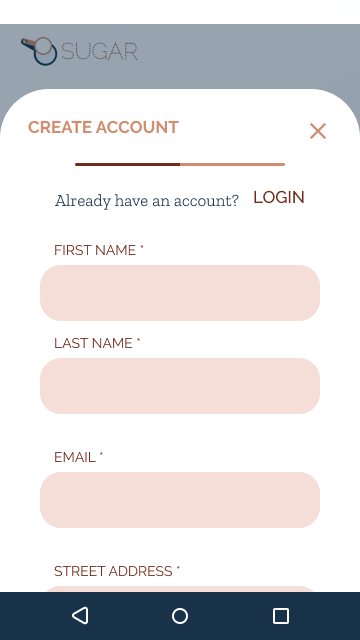 SUGAR
CREATE ACCOUNT
Already have an account? LOGIN
FIRST NAME *
LAST NAME *
EMAIL *
STREET ADDRESS *